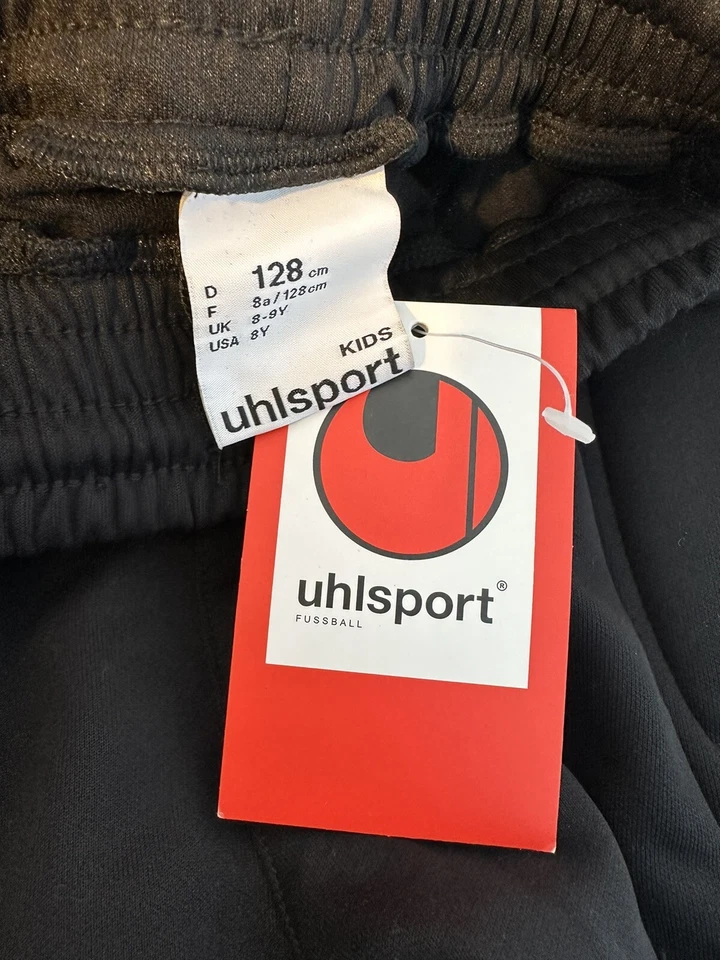 D 128 cm
F 8a / 128cm
UK 8-9Y
USA 8Y
KIDS
uhlsport
uhlsport®
FUSSBALL